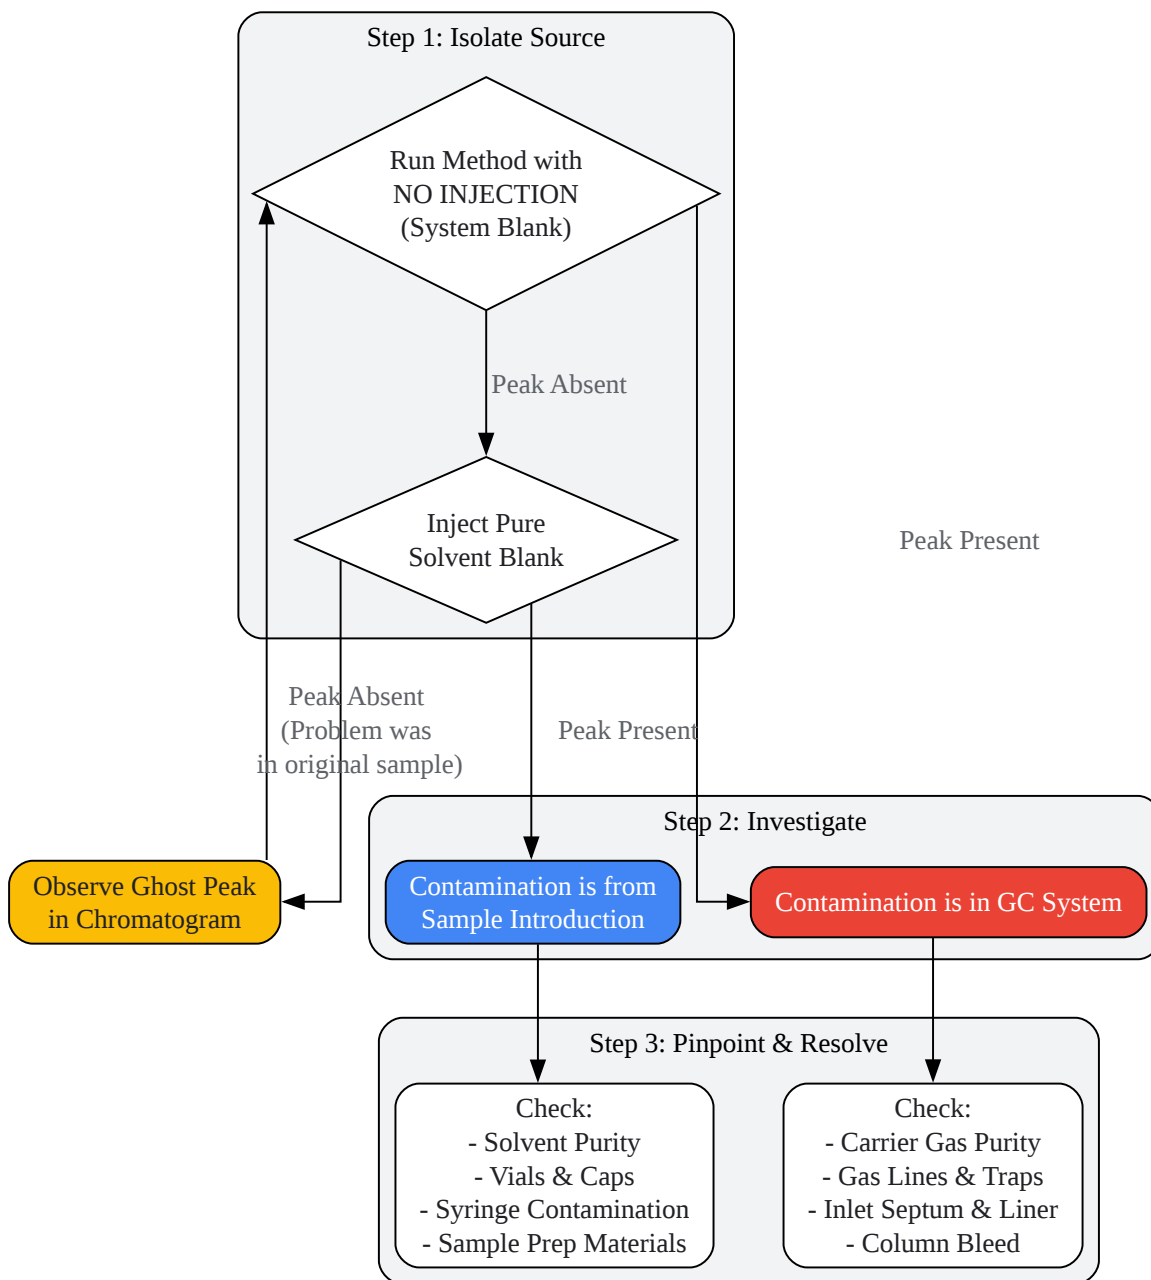 Step 1: Isolate Source
Run Method with
NO INJECTION
(System Blank)
Peak Absent
Inject Pure
Solvent Blank
Peak Present
Peak Absent
(Problem was
in original sample)
Peak Present
Step 2: Investigate
Observe Ghost Peak
in Chromatogram
Contamination is from
Sample Introduction
Contamination is in GC System
Step 3: Pinpoint & Resolve
Check:
- Solvent Purity
- Vials & Caps
- Syringe Contamination
- Sample Prep Materials
Check:
- Carrier Gas Purity
- Gas Lines & Traps
- Inlet Septum & Liner
- Column Bleed